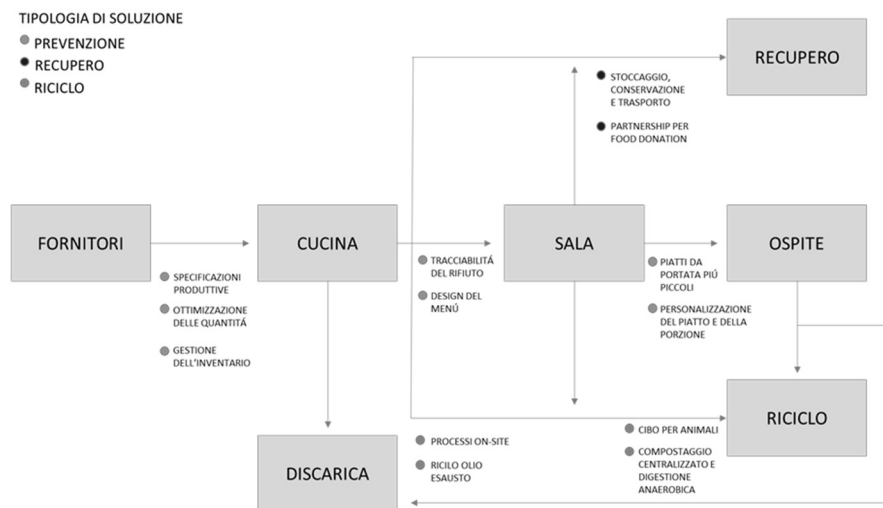 TIPOLOGIA DI SOLUZIONE
PREVENZIONE
RECUPERO
RICICLO
RECUPERO
STOCCAGGIO,
CONSERVAZIONE
E TRASPORTO
PARTNERSHIP PER
FOOD DONATION
FORNITORI
CUCINA
SALA
OSPITE
SPECIFICAZIONI
PRODUTTIVE
OTTIMIZZAZIONE
DELLE QUANTITÁ
GESTIONE
DELL'INVENTARIO
TRACCIABILITÁ
DEL RIFIUTO
DESIGN DEL
MENÚ
PIATTI DA
PORTATA PIÚ
PICCOLI
PERSONALIZZAZIONE
DEL PIATTO E DELLA
PORZIONE
RICICLO
DISCARICA
PROCESSI ON-SITE
RICILO OLIO
ESAUSTO
CIBO PER ANIMALI
COMPOSTAGGIO
CENTRALIZZATO E
DIGESTIONE
ANAEROBICA